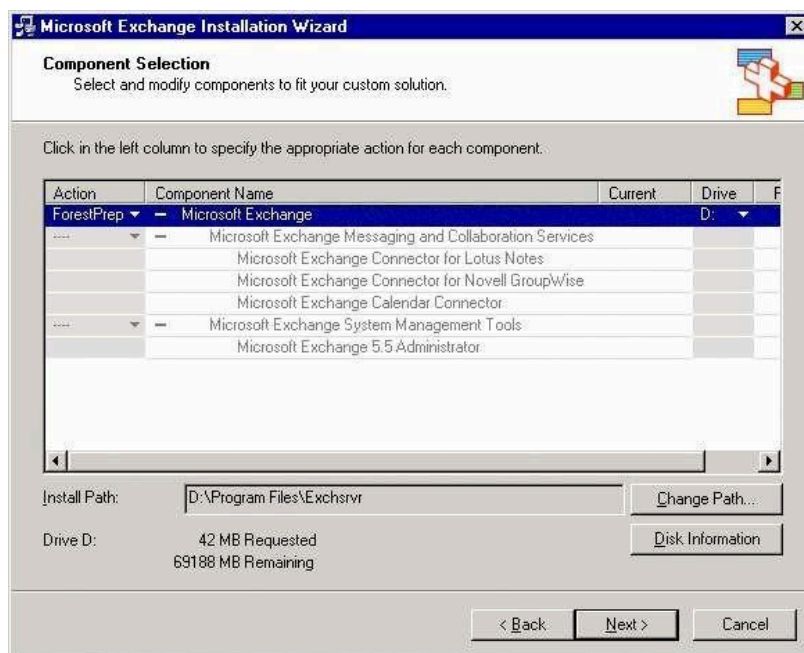 Microsoft Exchange Installation Wizard
Component Selection
Select and modify components to fit your custom solution.
Click in the left column to specify the appropriate action for each component.
Action Component Name Current Drive F
ForestPrep Microsoft Exchange D:
---- Microsoft Exchange Messaging and Collaboration Services
Microsoft Exchange Connector for Lotus Notes
Microsoft Exchange Connector for Novell GroupWise
Microsoft Exchange Calendar Connector
---- Microsoft Exchange System Management Tools
Microsoft Exchange 5.5 Administrator
Install Path: D:\Program Files\Exchsrvr Change Path...
Drive D: 42 MB Requested Disk Information
69188 MB Remaining
< Back Next > Cancel